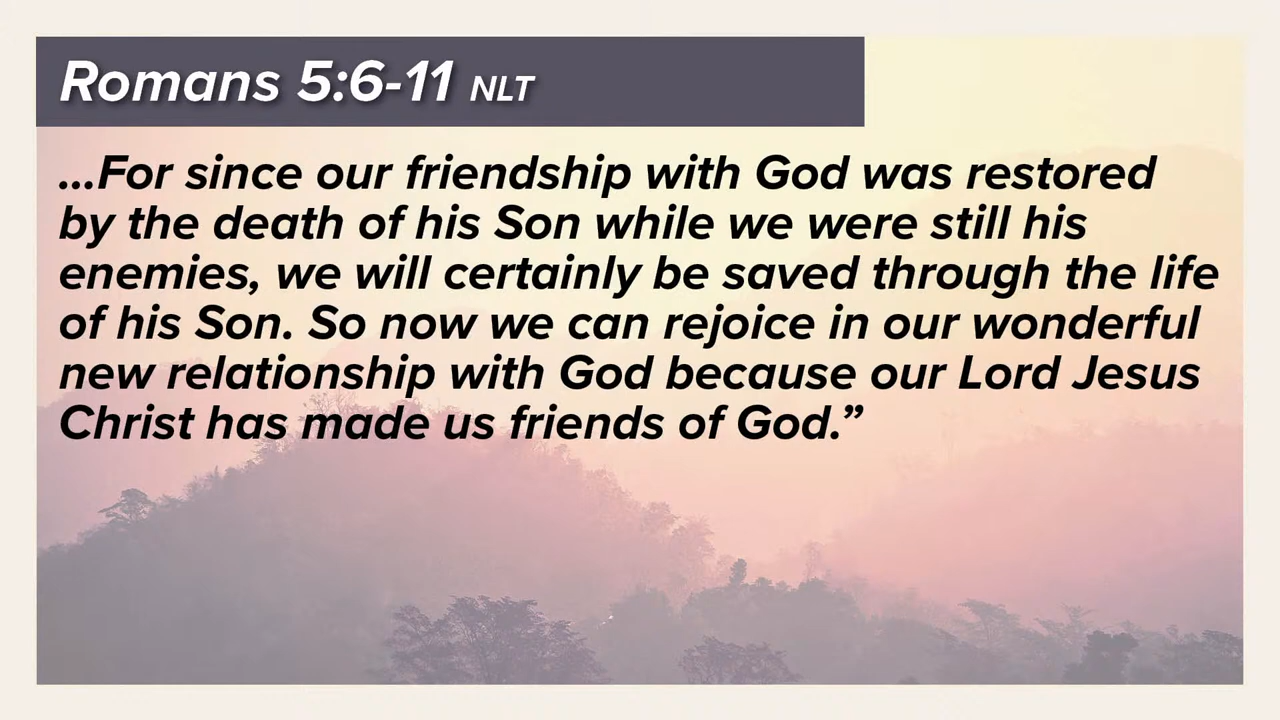 Romans 5:6-11 NLT
...For since our friendship with God was restored
by the death of his Son while we were still his
enemies, we will certainly be saved through the life
of his Son. So now we can rejoice in our wonderful
new relationship with God because our Lord Jesus
Christ has made us friends of God.”